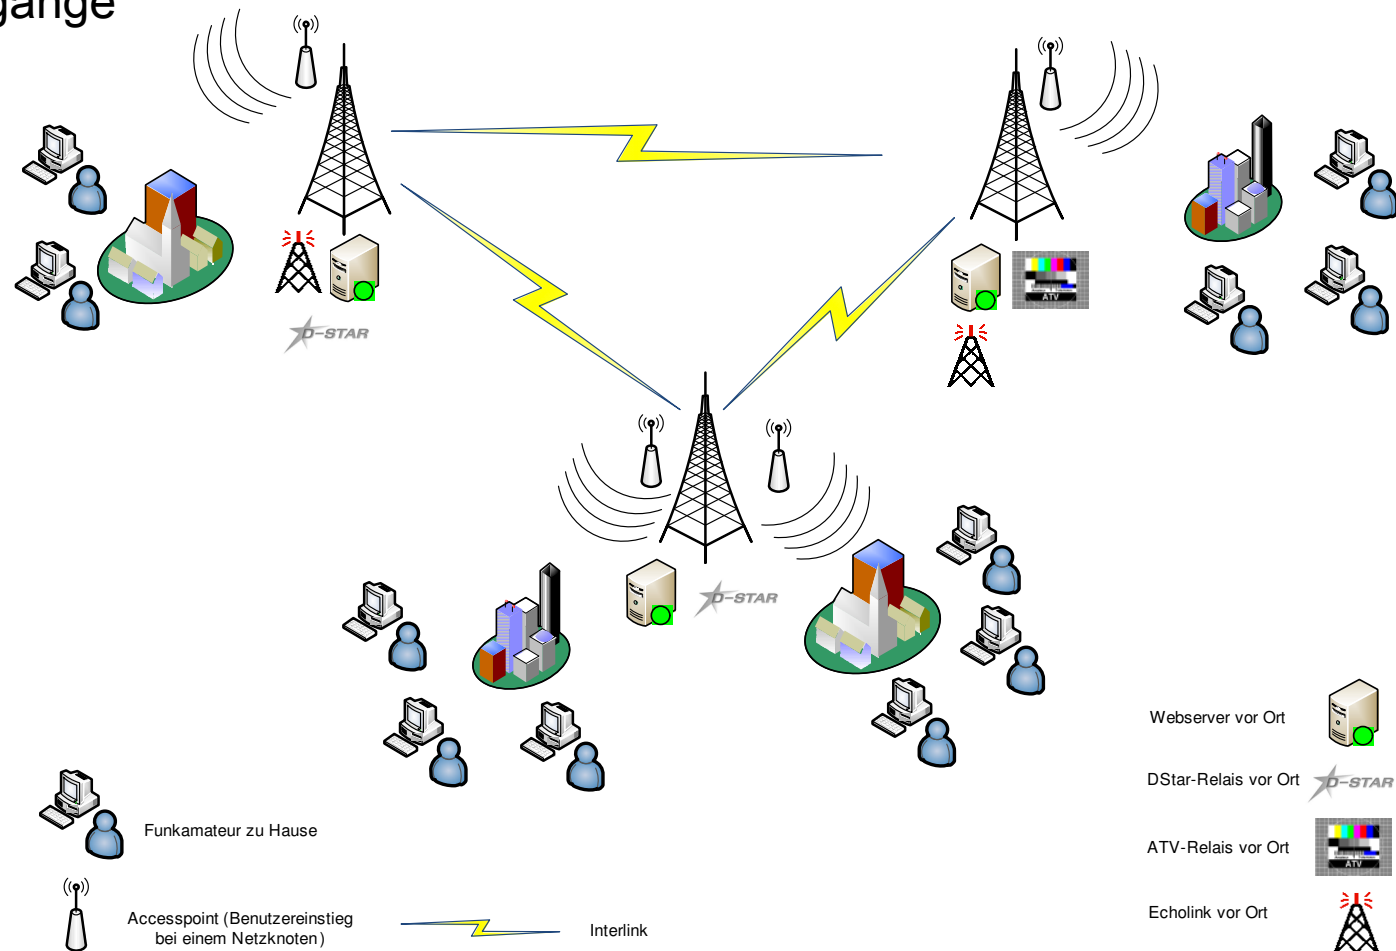 D-STAR
ATV
D-STAR
Webserver vor Ort
DStar-Relais vor Ort
D-STAR
Funkamateur zu Hause
ATV-Relais vor Ort
ATV
Accesspoint (Benutzereinstieg
bei einem Netzknoten)
Interlink
Echolink vor Ort